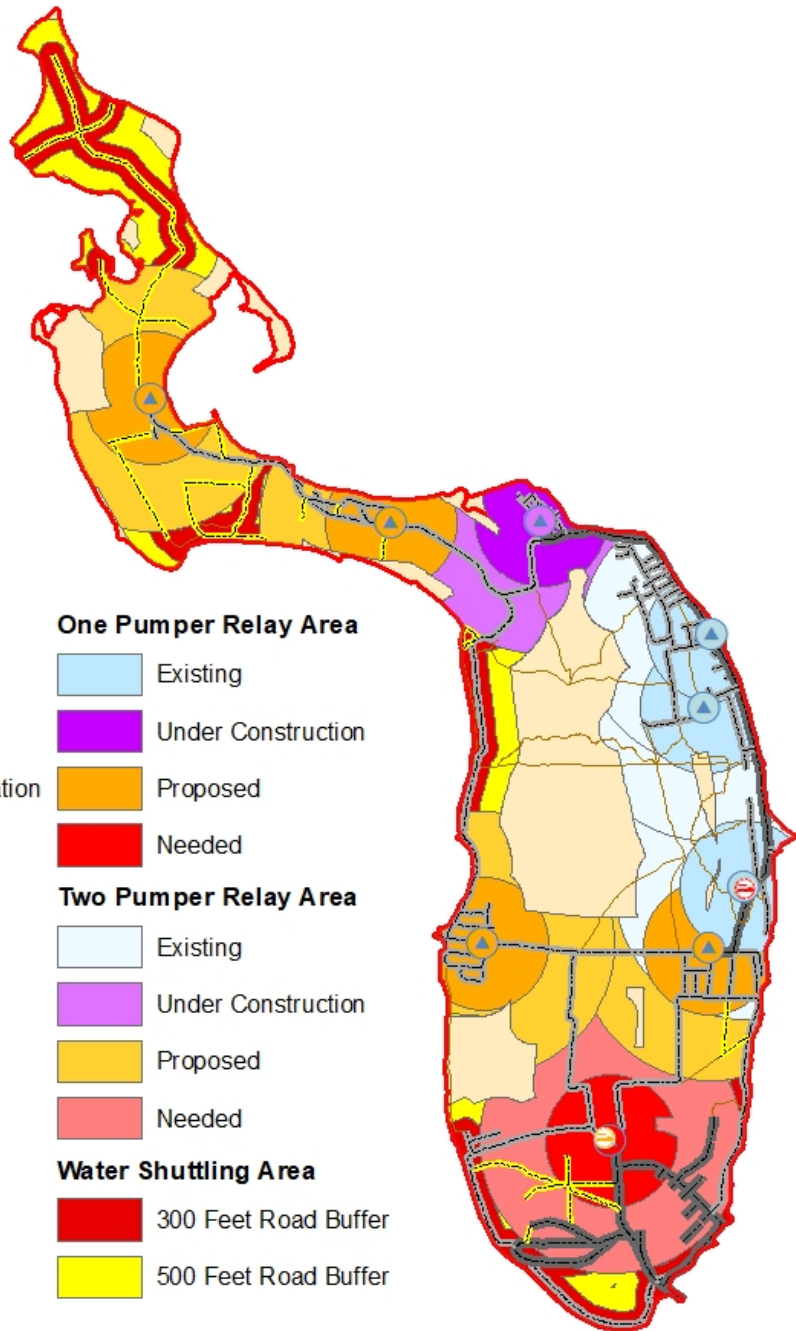 One Pumper Relay Area
Existing
Under Construction
Proposed
Needed
Two Pumper Relay Area
Existing
Under Construction
Proposed
Needed
Water Shuttling Area
300 Feet Road Buffer
500 Feet Road Buffer